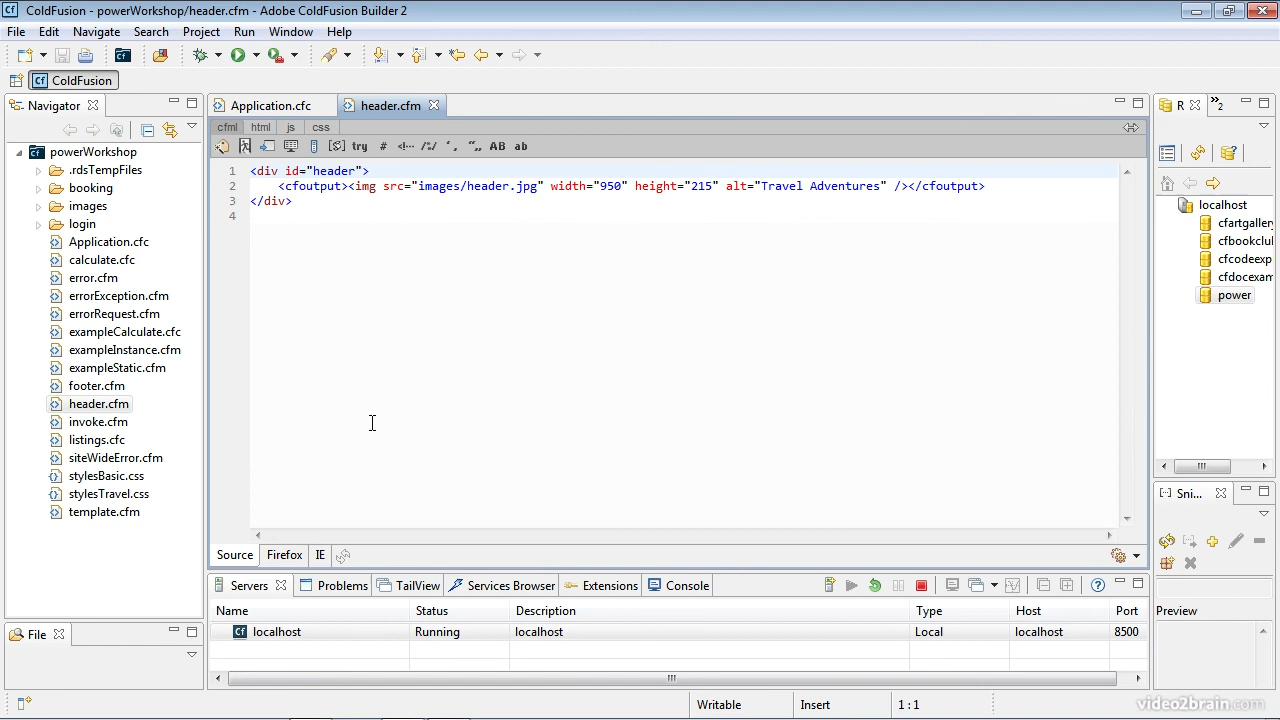 ColdFusion - powerWorkshop/header.cfm - Adobe ColdFusion Builder 2
File Edit Navigate Search Project Run Window Help
ColdFusion
Navigator
powerWorkshop
.rdsTempFiles
booking
images
login
Application.cfc
calculate.cfc
error.cfm
errorException.cfm
errorRequest.cfm
exampleCalculate.cfc
exampleInstance.cfm
exampleStatic.cfm
footer.cfm
header.cfm
invoke.cfm
listings.cfc
siteWideError.cfm
stylesBasic.css
stylesTravel.css
template.cfm
File
Application.cfc header.cfm
cfml html js css
try # <!-- /:/ ' , " ,, AB ab
1 <div id="header">
2 <cfoutput><img src="images/header.jpg" width="950" height="215" alt="Travel Adventures" /></cfoutput>
3 </div>
4
Source Firefox IE
Servers Problems TailView Services Browser Extensions Console
Name Status Description Type Host Port
localhost Running localhost Local localhost 8500
R 2
localhost
cfartgallery
cfbookclu
cfcodeexp
cfdocexam
power
Sni...
Preview
Writable Insert 1:1
video2brain.com